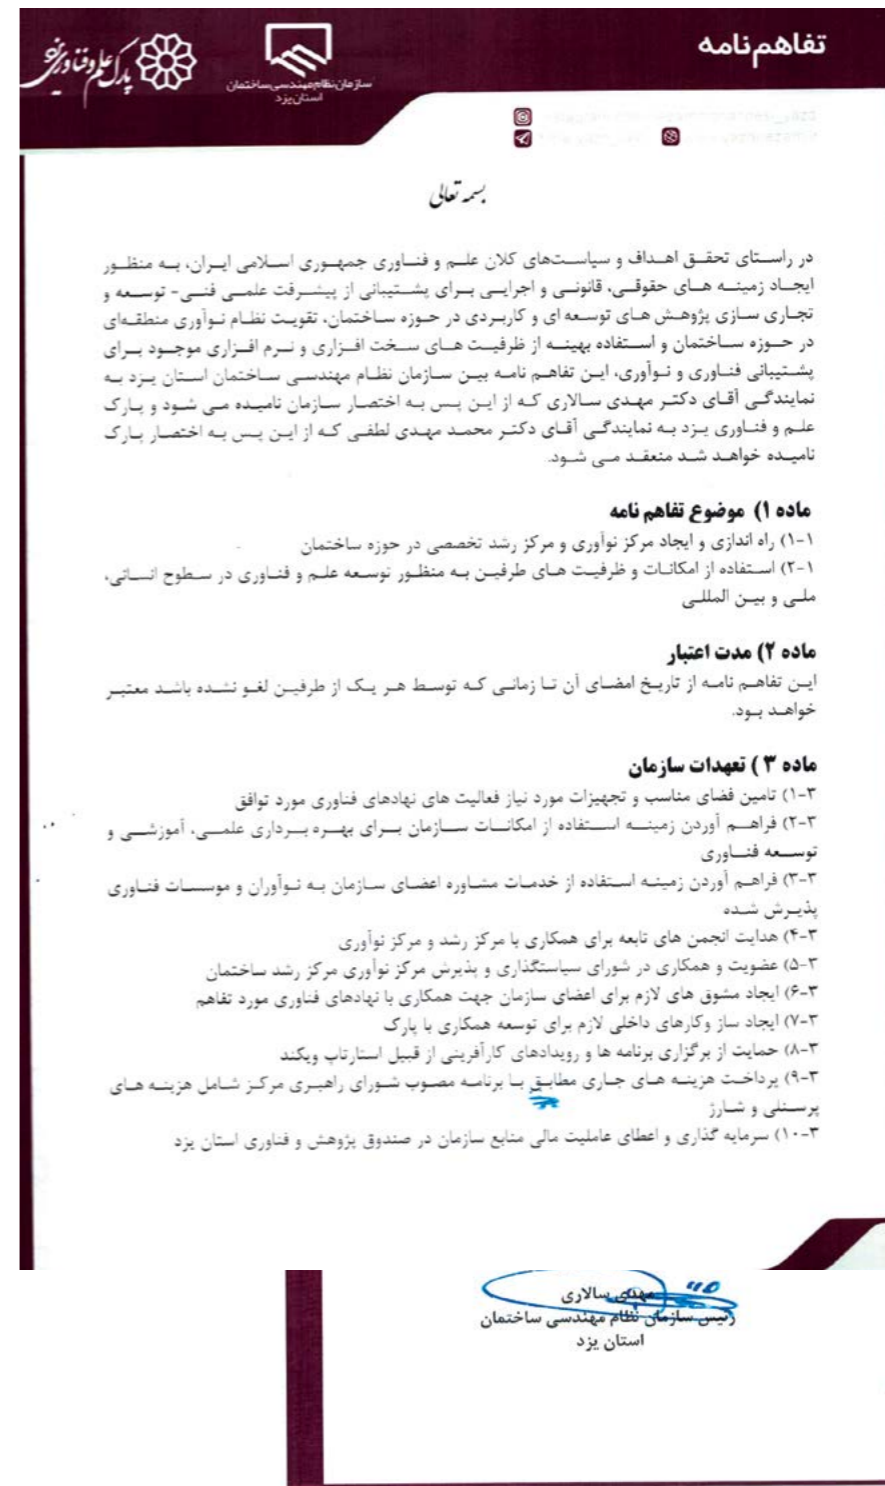 تفاهم‌نامه
سازمان نظام مهندسی ساختمان
استان یزد
پارک علم و فناوری یزد
بسمه تعالی
در راستای تحقق اهداف و سیاست‌های کلان علم و فناوری جمهوری اسلامی ایران، به منظور
ایجاد زمینه های حقوقی، قانونی و اجرایی برای پشتیبانی از پیشرفت علمی فنی- توسعه و
تجاری سازی پژوهش های توسعه ای و کاربردی در حوزه ساختمان، تقویت نظام نوآوری منطقه‌ای
در حوزه ساختمان و استفاده بهینه از ظرفیت های سخت افزاری و نرم افزاری موجود برای
پشتیبانی فناوری و نوآوری، این تفاهم نامه بین سازمان نظام مهندسی ساختمان استان یزد به
نمایندگی آقای دکتر مهدی سالاری که از این پس به اختصار سازمان نامیده می شود و پارک
علم و فناوری یزد به نمایندگی آقای دکتر محمد مهدی لطفی که از این پس به اختصار پارک
نامیده خواهد شد منعقد می شود.
ماده ۱) موضوع تفاهم نامه
۱-۱) راه اندازی و ایجاد مرکز نوآوری و مرکز رشد تخصصی در حوزه ساختمان
۲-۱) استفاده از امکانات و ظرفیت های طرفین به منظور توسعه علم و فناوری در سطوح استانی،
ملی و بین المللی
ماده ۲) مدت اعتبار
این تفاهم نامه از تاریخ امضای آن تا زمانی که توسط هر یک از طرفین لغو نشده باشد معتبر
خواهد بود.
ماده ۳ ) تعهدات سازمان
۱-۳) تامین فضای مناسب و تجهیزات مورد نیاز فعالیت های نهادهای فناوری مورد توافق
۲-۳) فراهم آوردن زمینه استفاده از امکانات سازمان برای بهره برداری علمی، آموزشی و
توسعه فناوری
۳-۳) فراهم آوردن زمینه استفاده از خدمات مشاوره اعضای سازمان به نوآوران و موسسات فناوری
پذیرش شده
۴-۳) هدایت انجمن های تابعه برای همکاری با مرکز رشد و مرکز نوآوری
۵-۳) عضویت و همکاری در شورای سیاستگذاری و پذیرش مرکز نوآوری مرکز رشد ساختمان
۶-۳) ایجاد مشوق های لازم برای اعضای سازمان جهت همکاری با نهادهای فناوری مورد تفاهم
۷-۳) ایجاد ساز وکارهای داخلی لازم برای توسعه همکاری با پارک
۸-۳) حمایت از برگزاری برنامه ها و رویدادهای کارآفرینی از قبیل استارتاپ ویکند
۹-۳) پرداخت هزینه های جاری مطابق با برنامه مصوب شورای راهبری مرکز شامل هزینه های
پرسنلی و شارژ
۱۰-۳) سرمایه گذاری و اعطای عاملیت مالی منابع سازمان در صندوق پژوهش و فناوری استان یزد
مهدی سالاری
رئیس سازمان نظام مهندسی ساختمان
استان یزد